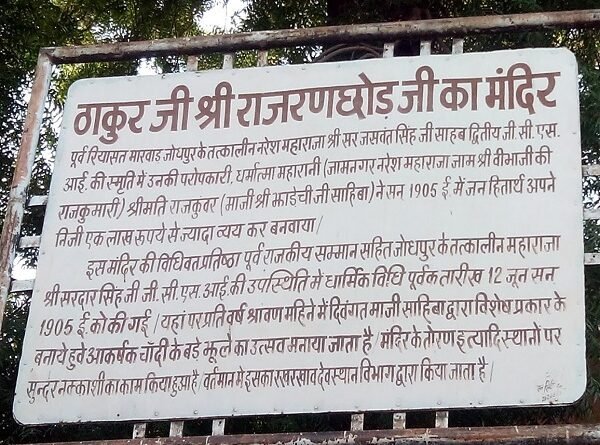 ठाकुर जी श्री राजरणछोड़ जी का मंदिर
पूर्व रियासत मारवाड़ जोधपुर के तत्कालीन नरेश महाराजा श्री सर जसवंत सिंह जी साहब द्वितीय जी. सी. एस.
आई. की स्मृति में उनकी परोपकारी, धर्मात्मा महारानी (जामनगर नरेश महाराजा जाम श्री वीभाजी की
राजकुमारी) श्रीमति राजकुवर (माजी श्री झाडेची जी साहिबा) ने सन 1905 ई. में जन हितार्थ अपने
निजी एक लाख रूपये से ज्यादा व्यय कर बनवाया।
इस मंदिर की विधिवत प्रतिष्ठा पूर्व राजकीय सम्मान सहित जोधपुर के तत्कालीन महाराजा
श्री सरदार सिंह जी जी. सी. एस. आई. की उपस्थिति में धार्मिक विधि पूर्वक तारीख 12 जून सन
1905 ई. को की गई। यहां पर प्रति वर्ष श्रावण महिने में दिवंगत माजी साहिबा द्वारा विशेष प्रकार के
बनाये हुवे आकर्षक चाँदी के बड़े झूले का उत्सव मनाया जाता है। मंदिर के तोरण इत्यादि स्थानों पर
सुन्दर नक्काशी का काम किया हुआ है, वर्तमान में इसका रखरखाव देवस्थान विभाग द्वारा किया जाता है।